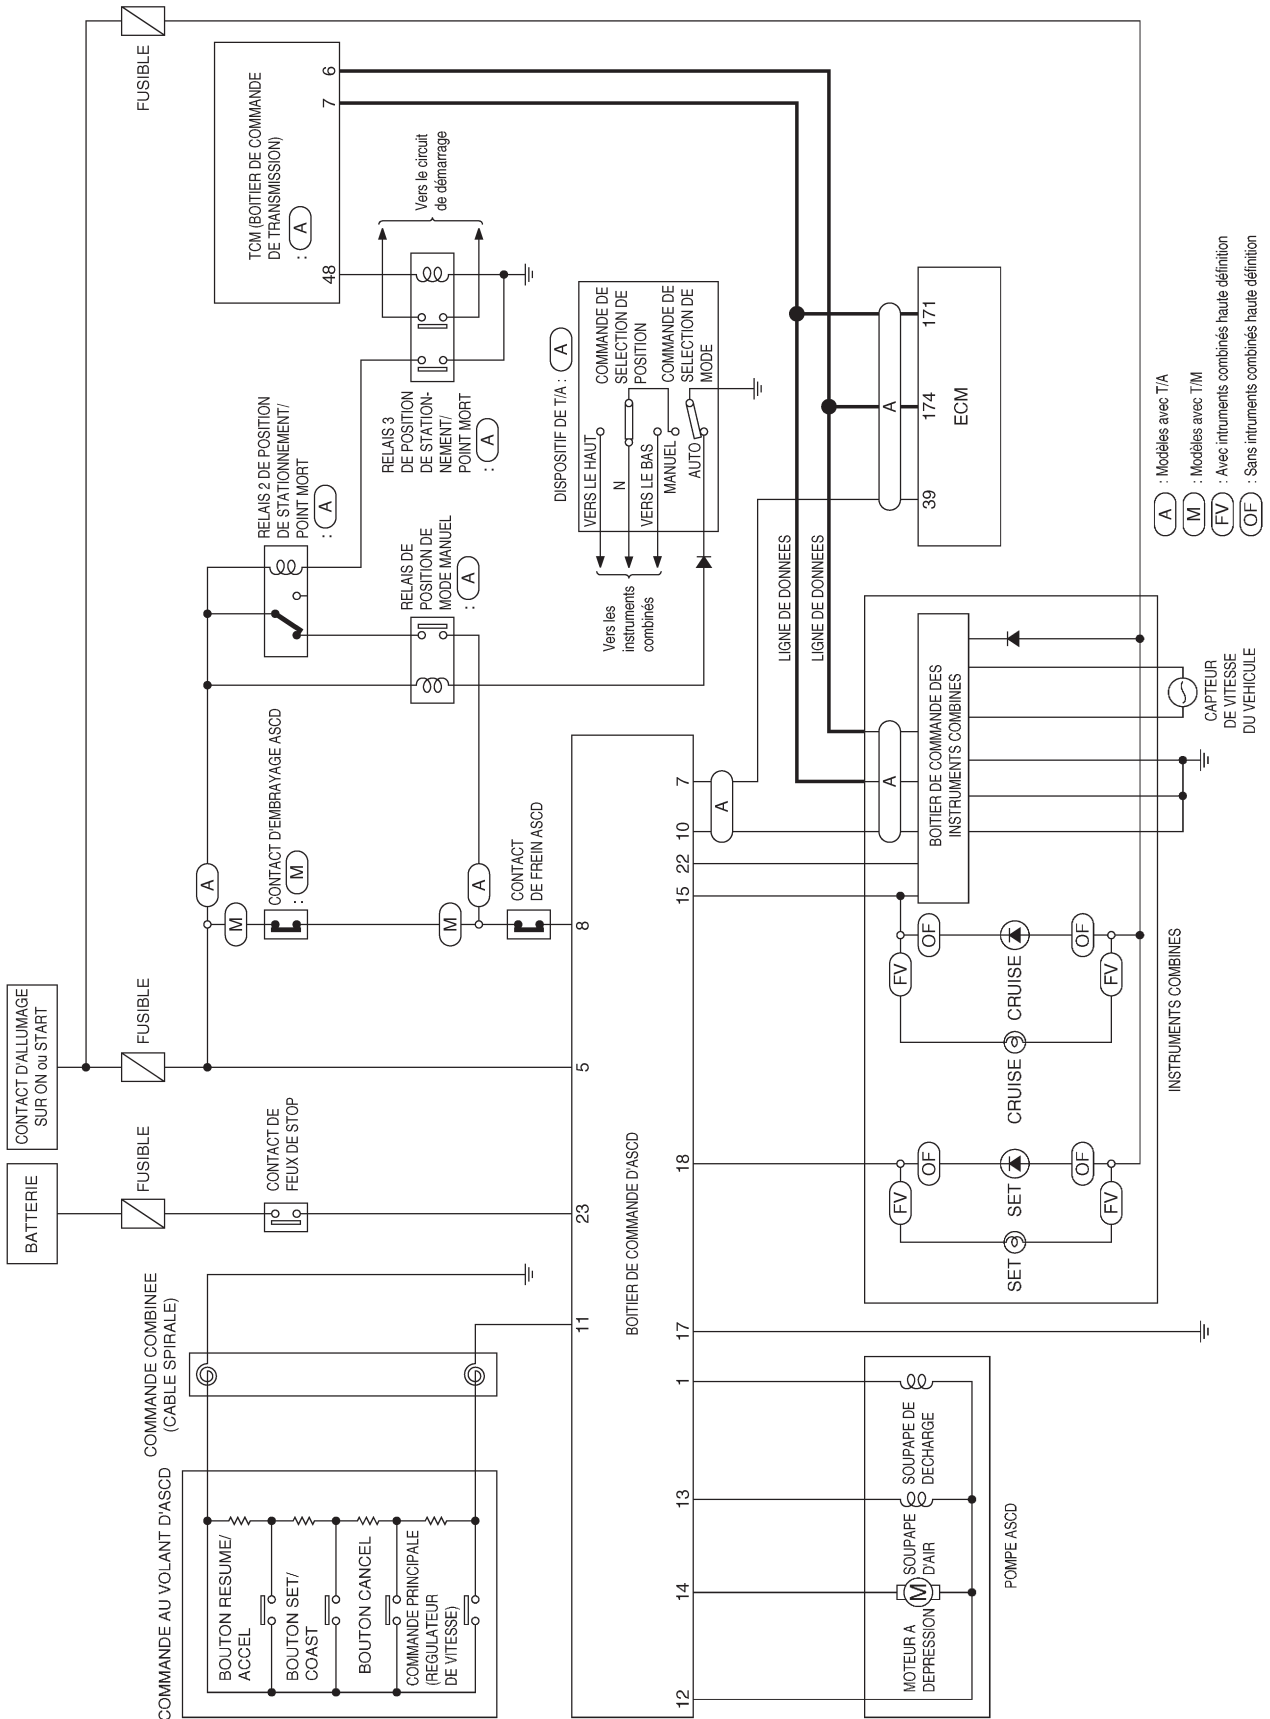 BATTERIE
CONTACT D'ALLUMAGE
SUR ON ou START
FUSIBLE
FUSIBLE
FUSIBLE
COMMANDE AU VOLANT D'ASCD
COMMANDE COMBINEE
(CABLE SPIRALE)
BOUTON RESUME/
ACCEL
BOUTON SET/
COAST
BOUTON CANCEL
COMMANDE PRINCIPALE
(REGULATEUR
DE VITESSE)
CONTACT DE
FEUX DE STOP
A
M
CONTACT D'EMBRAYAGE ASCD
: M
M
A
CONTACT
DE FREIN ASCD
RELAIS 2 DE POSITION
DE STATIONNEMENT/
POINT MORT
: A
RELAIS DE
POSITION DE
MODE MANUEL
: A
TCM (BOITIER DE COMMANDE
DE TRANSMISSION)
: A
48
7
6
RELAIS 3
DE POSITION
DE STATION-
NEMENT/
POINT MORT
: A
Vers le circuit
de démarrage
DISPOSITIF DE T/A : A
VERS LE HAUT
N
VERS LE BAS
MANUEL
AUTO
COMMANDE DE
SELECTION DE
POSITION
COMMANDE DE
SELECTION DE
MODE
Vers les
instruments
combinés
LIGNE DE DONNEES
LIGNE DE DONNEES
11
23
5
8
BOITIER DE COMMANDE D'ASCD
12
14
13
1
17
18
15
22
10
7
A
A
A
39
174
171
ECM
MOTEUR A
DEPRESSION
M
SOUPAPE
D'AIR
SOUPAPE DE
DECHARGE
POMPE ASCD
FV
OF
SET
SET
FV
OF
FV
OF
CRUISE
CRUISE
FV
OF
BOITIER DE COMMANDE DES
INSTRUMENTS COMBINES
INSTRUMENTS COMBINES
CAPTEUR
DE VITESSE
DU VEHICULE
A : Modèles avec T/A
M : Modèles avec T/M
FV : Avec intruments combinés haute définition
OF : Sans intruments combinés haute définition